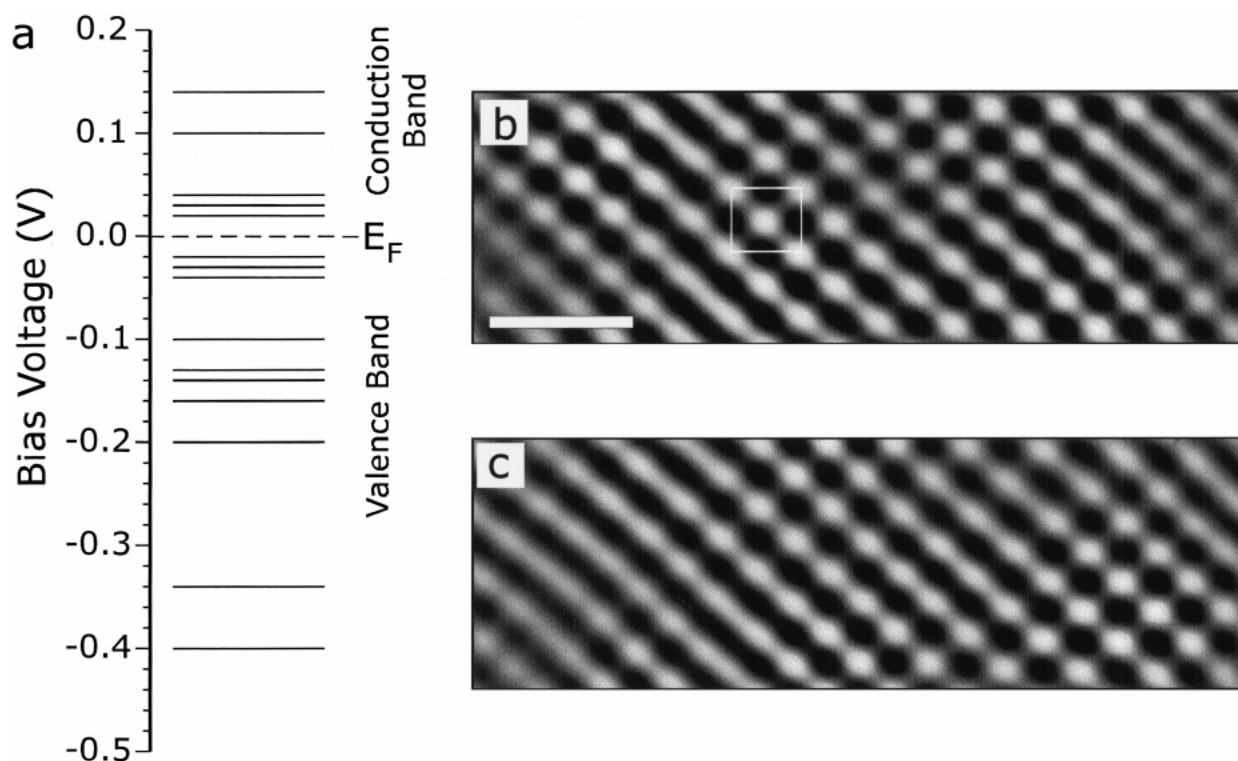 a
0.2
0.1
0.0
-0.1
-0.2
-0.3
-0.4
-0.5
Bias Voltage (V)
Conduction
Band
E_F
Valence Band
b
c